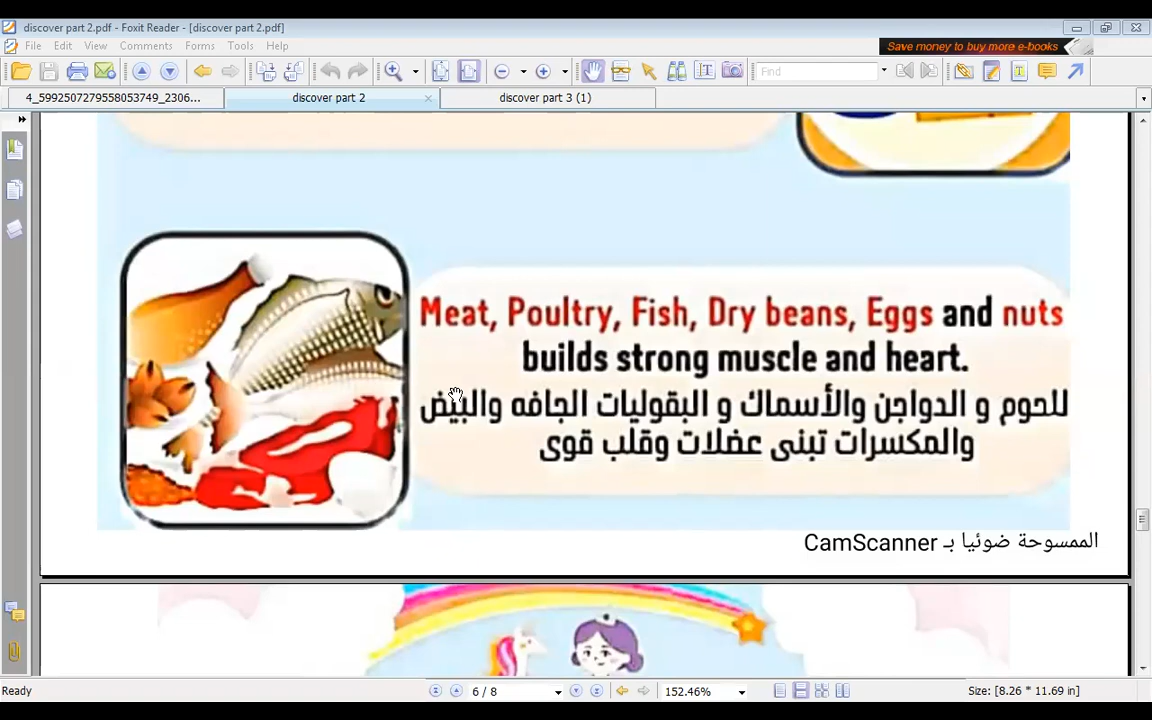 discover part 2.pdf - Foxit Reader - [discover part 2.pdf]
File Edit View Comments Forms Tools Help
Save money to buy more e-books
Find
4_5992507279558053749_2306...
discover part 2
discover part 3 (1)
Meat, Poultry, Fish, Dry beans, Eggs and nuts
builds strong muscle and heart.
للحوم و الدواجن والأسماك و البقوليات الجافه والبيض
والمكسرات تبنى عضلات وقلب قوى
الممسوحة ضوئيا بـ CamScanner
Ready
6 / 8
152.46%
Size: [8.26 * 11.69 in]